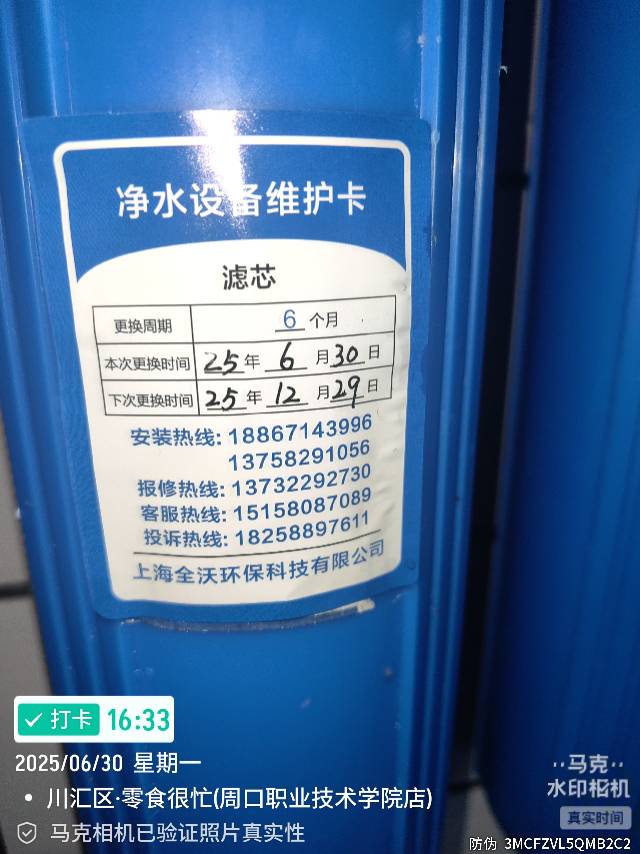 净水设备维护卡
滤芯
更换周期 6 个月
本次更换时间 25 年 6 月 30 日
下次更换时间 25 年 12 月 29 日
安装热线: 18867143996
13758291056
报修热线: 13732292730
客服热线: 15158087089
投诉热线: 18258897611
上海全沃环保科技有限公司
打卡 16:33
2025/06/30 星期一
川汇区·零食很忙(周口职业技术学院店)
马克相机已验证照片真实性
马克
水印相机
真实时间
防伪 3MCFZVL5QMB2C2